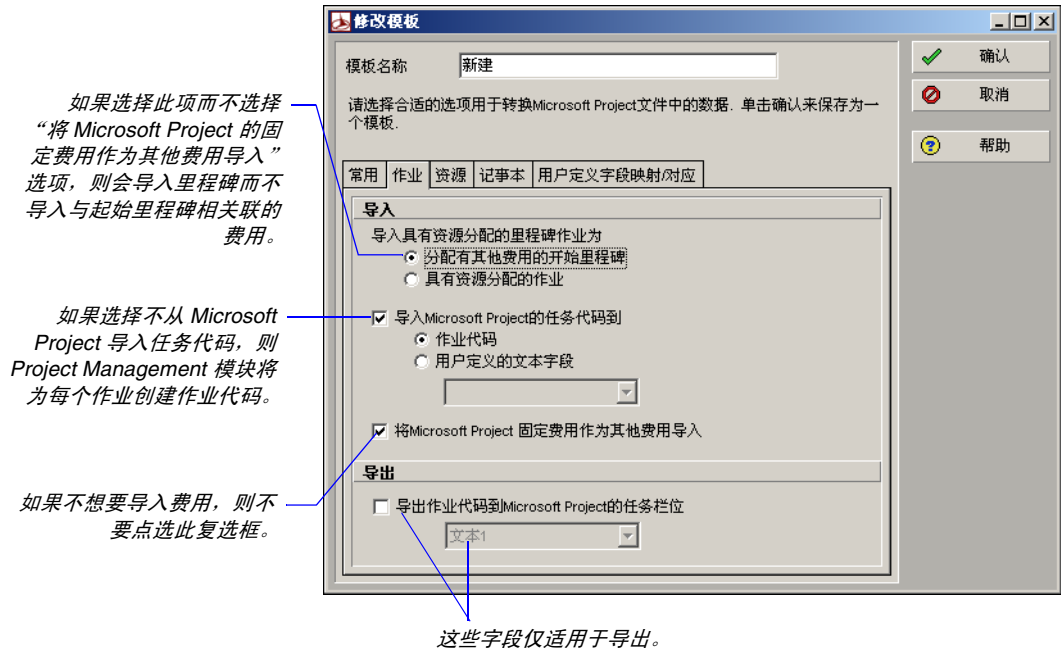 修改模板
模板名称 新建
请选择合适的选项用于转换Microsoft Project文件中的数据. 单击确认来保存为一
个模板.
确认
取消
帮助
常用 作业 资源 记事本 用户定义字段映射/对应
导入
导入具有资源分配的里程碑作业为
分配有其他费用的开始里程碑
具有资源分配的作业
导入Microsoft Project的任务代码到
作业代码
用户定义的文本字段
将Microsoft Project 固定费用作为其他费用导入
导出
导出作业代码到Microsoft Project的任务栏位
文本1
如果选择此项而不选择
“将 Microsoft Project 的固
定费用作为其他费用导入”
选项，则会导入里程碑而不
导入与起始里程碑相关联的
费用。
如果选择不从 Microsoft
Project 导入任务代码，则
Project Management 模块将
为每个作业创建作业代码。
如果不想要导入费用，则不
要点选此复选框。
这些字段仅适用于导出。